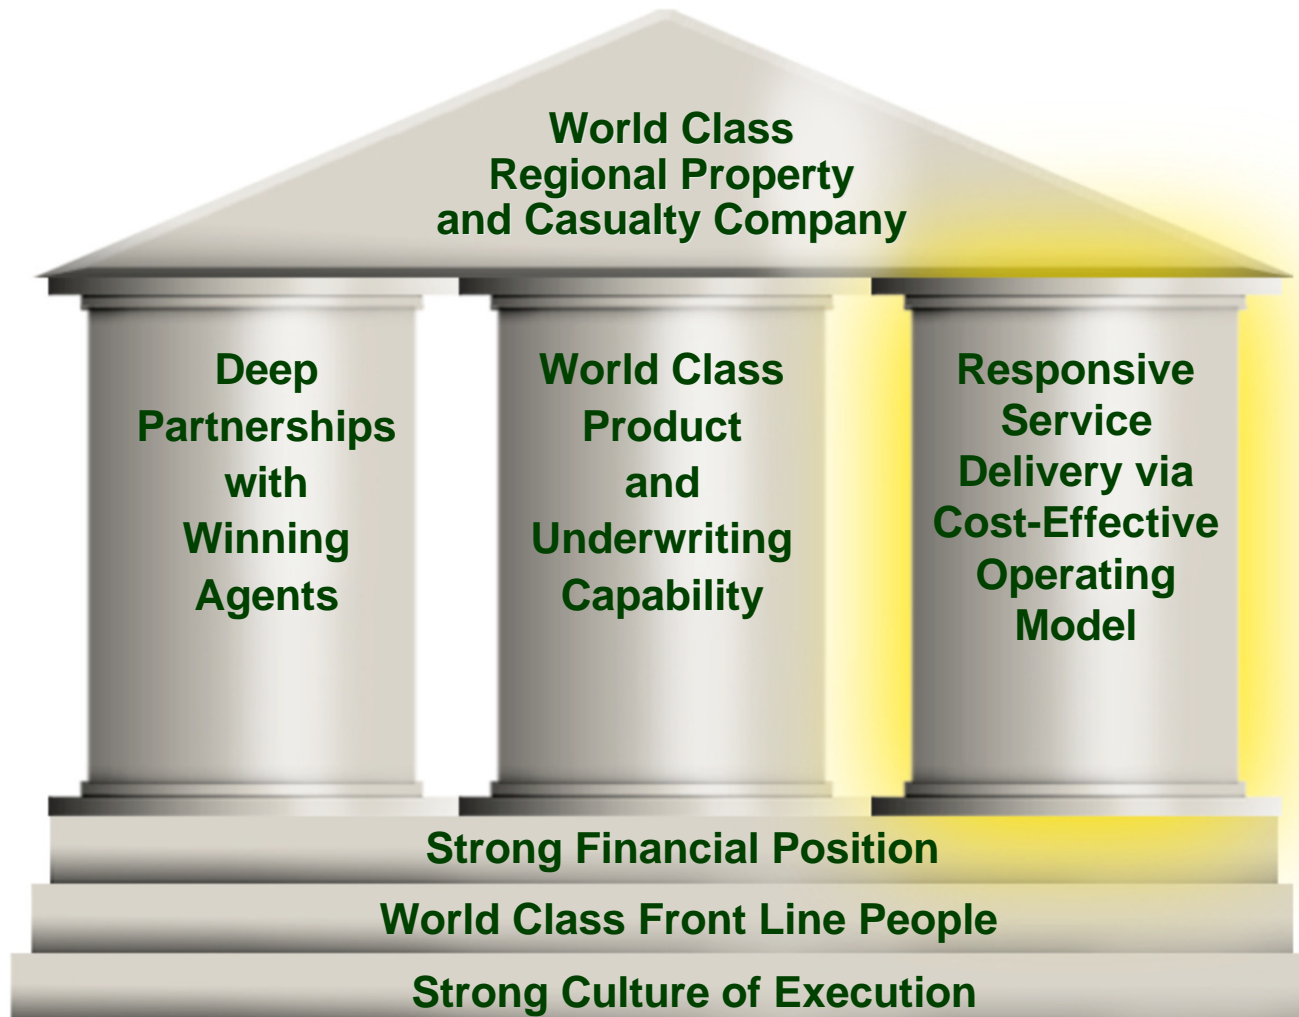 World Class
Regional Property
and Casualty Company
Deep
Partnerships
with
Winning
Agents
World Class
Product
and
Underwriting
Capability
Responsive
Service
Delivery via
Cost-Effective
Operating
Model
Strong Financial Position
World Class Front Line People
Strong Culture of Execution